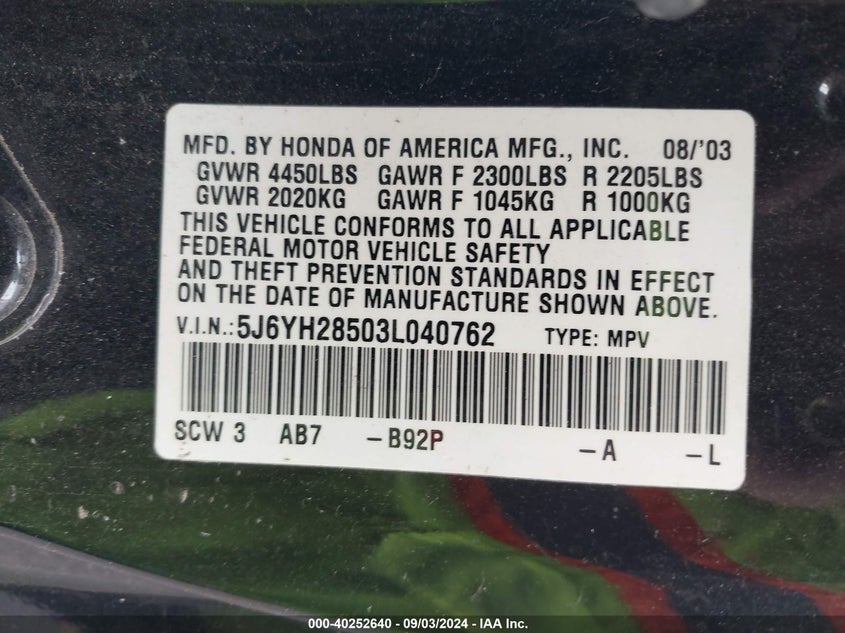 MFD. BY HONDA OF AMERICA MFG., INC. 08/'03
GVWR 4450LBS GAWR F 2300LBS R 2205LBS
GVWR 2020KG GAWR F 1045KG R 1000KG
THIS VEHICLE CONFORMS TO ALL APPLICABLE
FEDERAL MOTOR VEHICLE SAFETY
AND THEFT PREVENTION STANDARDS IN EFFECT
ON THE DATE OF MANUFACTURE SHOWN ABOVE.
V.I.N.:5J6YH28503L040762 TYPE: MPV
SCW 3 AB7 -B92P -A -L
000-40252640 - 09/03/2024 - IAA Inc.